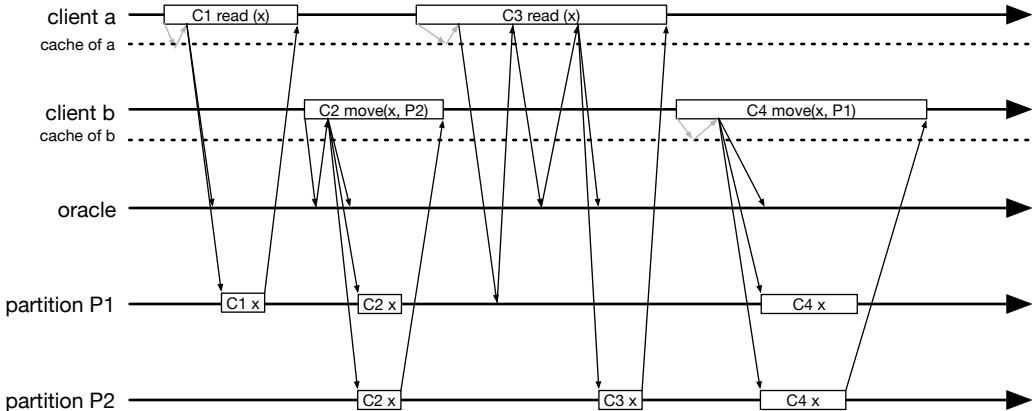 client a C1 read (x) C3 read (x)
cache of a
client b C2 move(x, P2) C4 move(x, P1)
cache of b
oracle
partition P1 C1 x C2 x C4 x
partition P2 C2 x C3 x C4 x